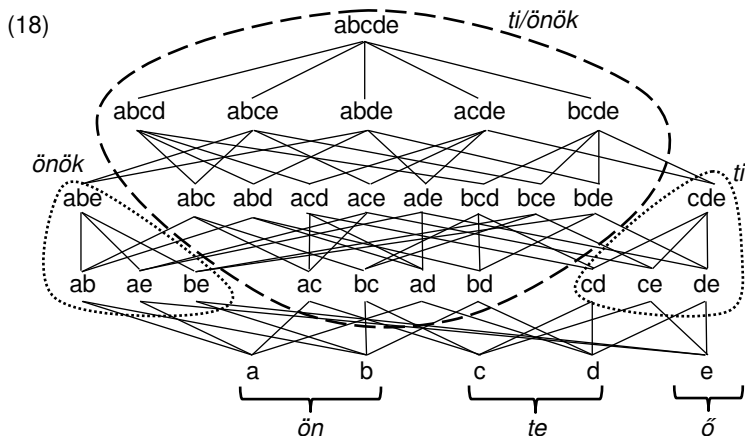 (18)
abcde
ti/önök
abcd abce abde acde bcde
önök
ti
abe abc abd acd ace ade bcd bce bde cde
ab ae be ac bc ad bd cd ce de
a b c d e
ön te ő